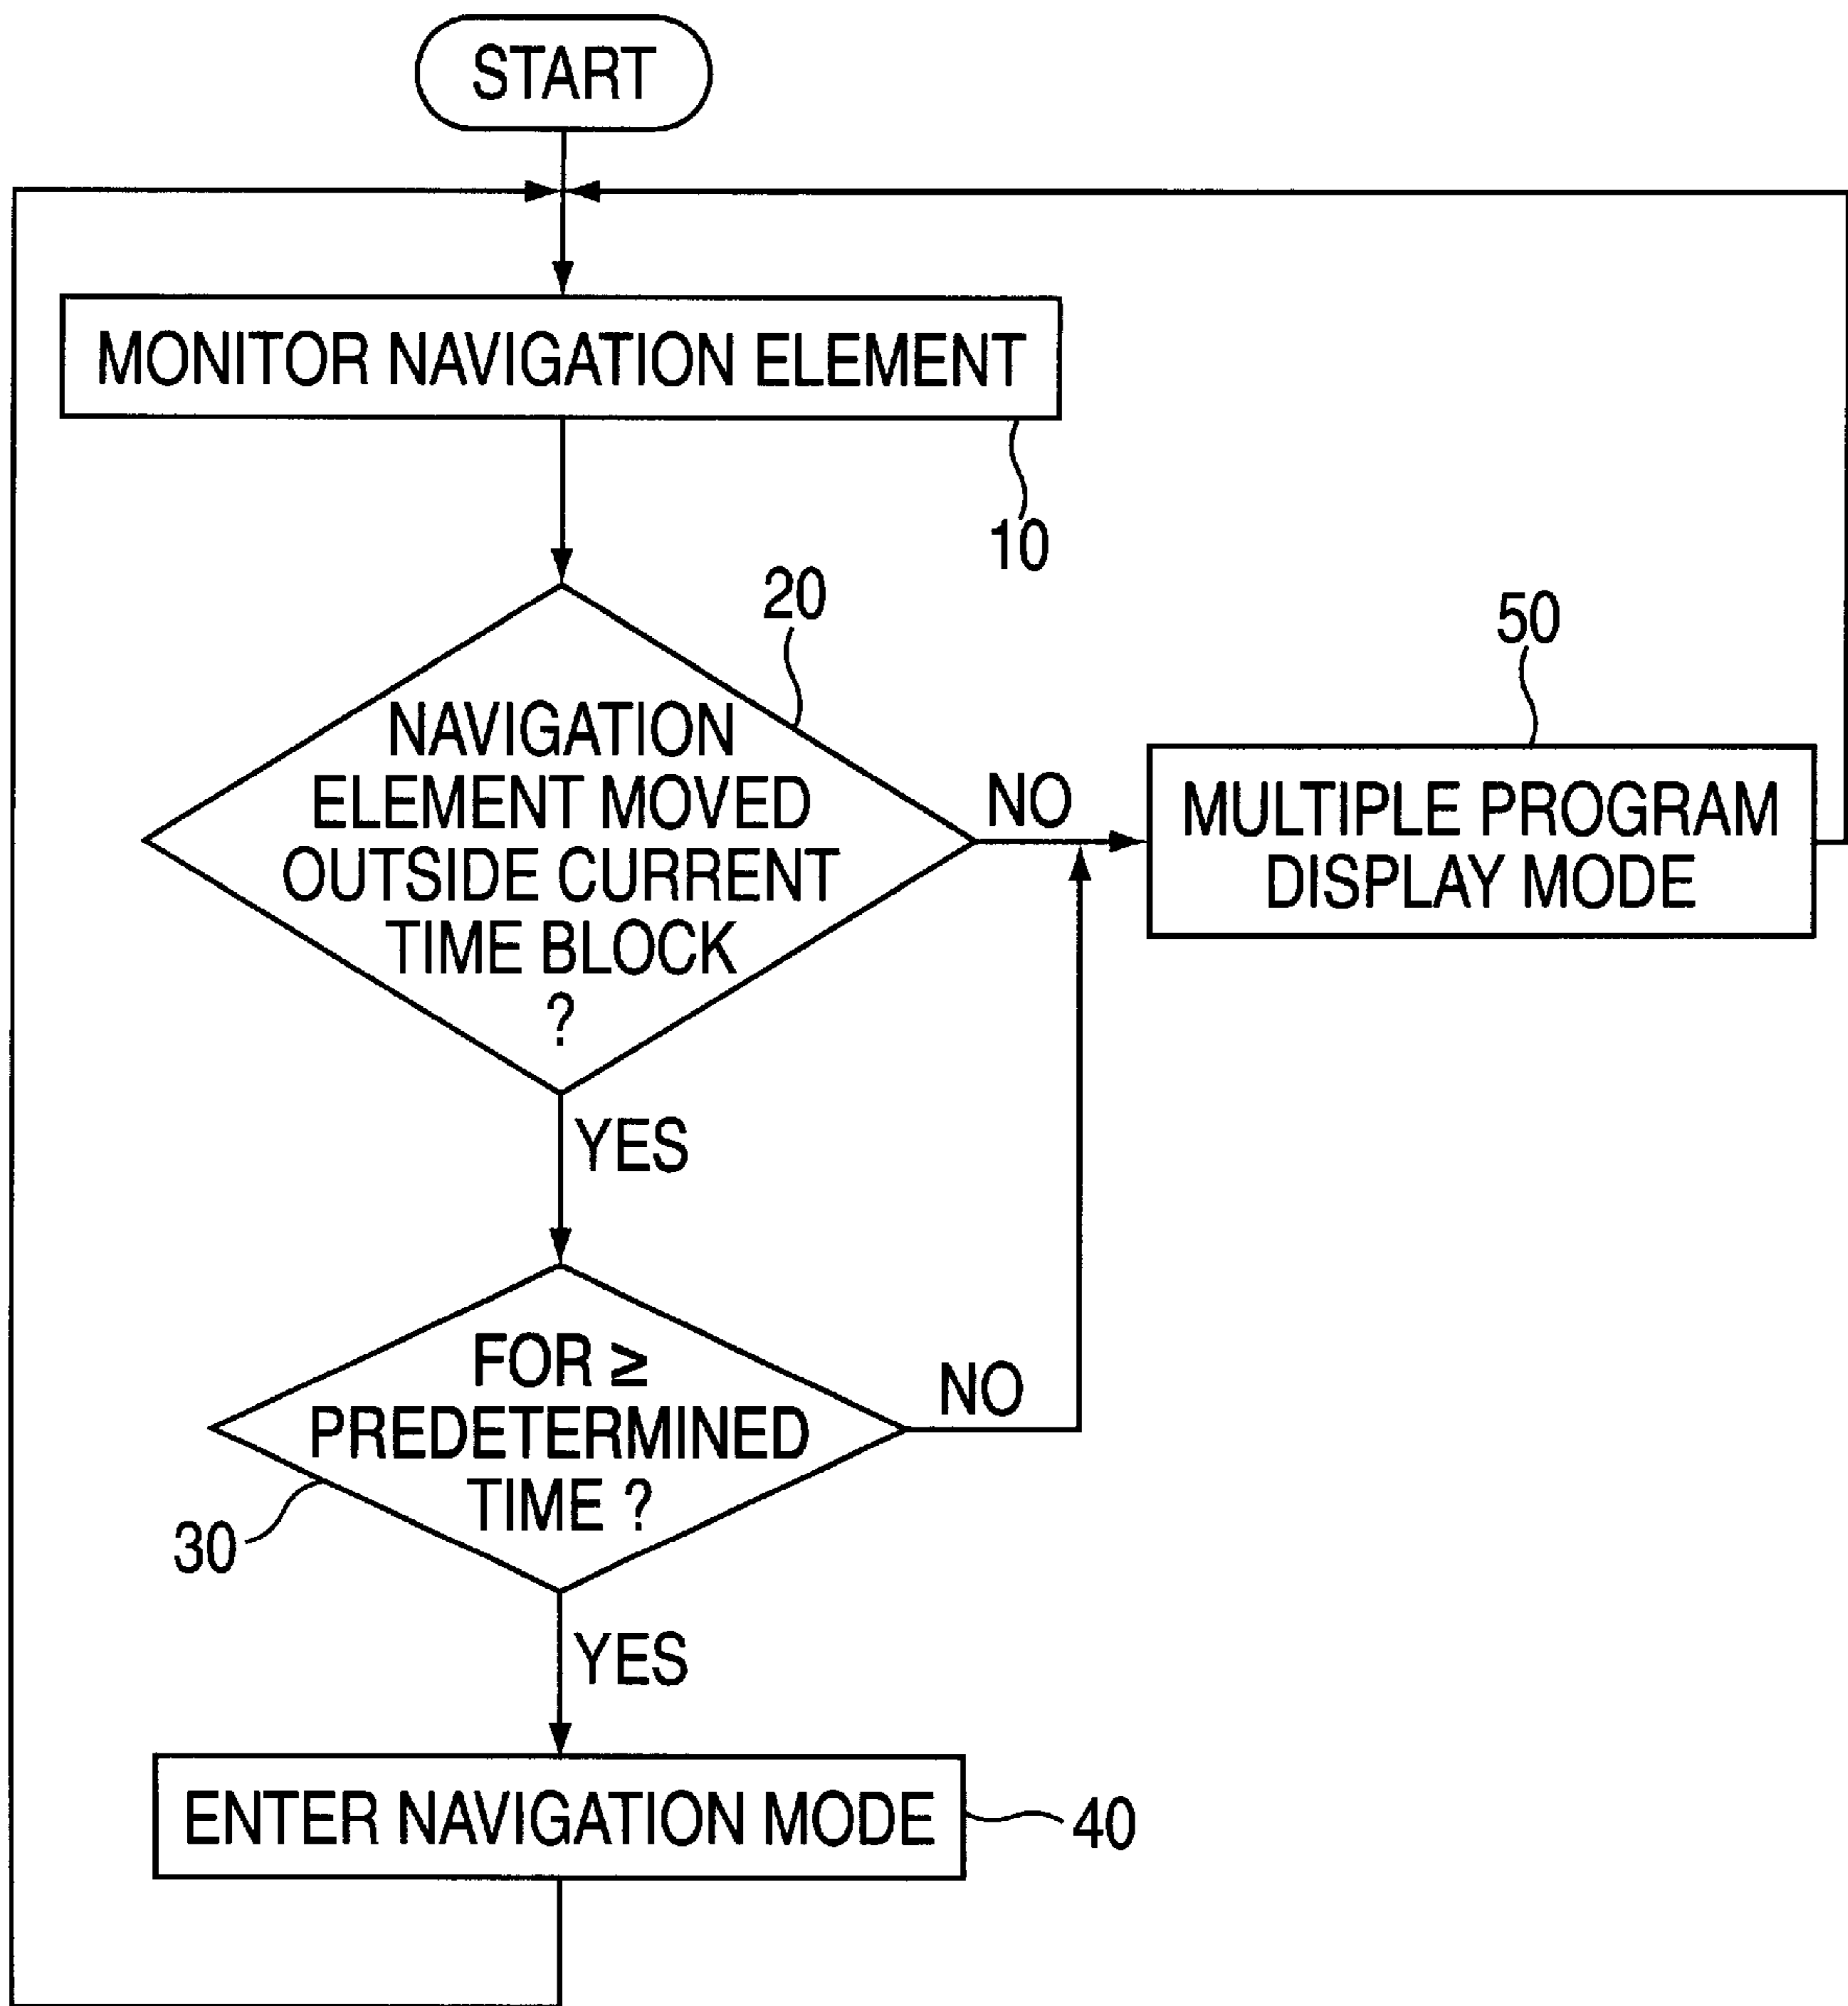 START
MONITOR NAVIGATION ELEMENT
10
20
NAVIGATION
ELEMENT MOVED
OUTSIDE CURRENT
TIME BLOCK
?
NO
50
MULTIPLE PROGRAM
DISPLAY MODE
YES
FOR ≥
PREDETERMINED
TIME ?
NO
30
YES
ENTER NAVIGATION MODE
40